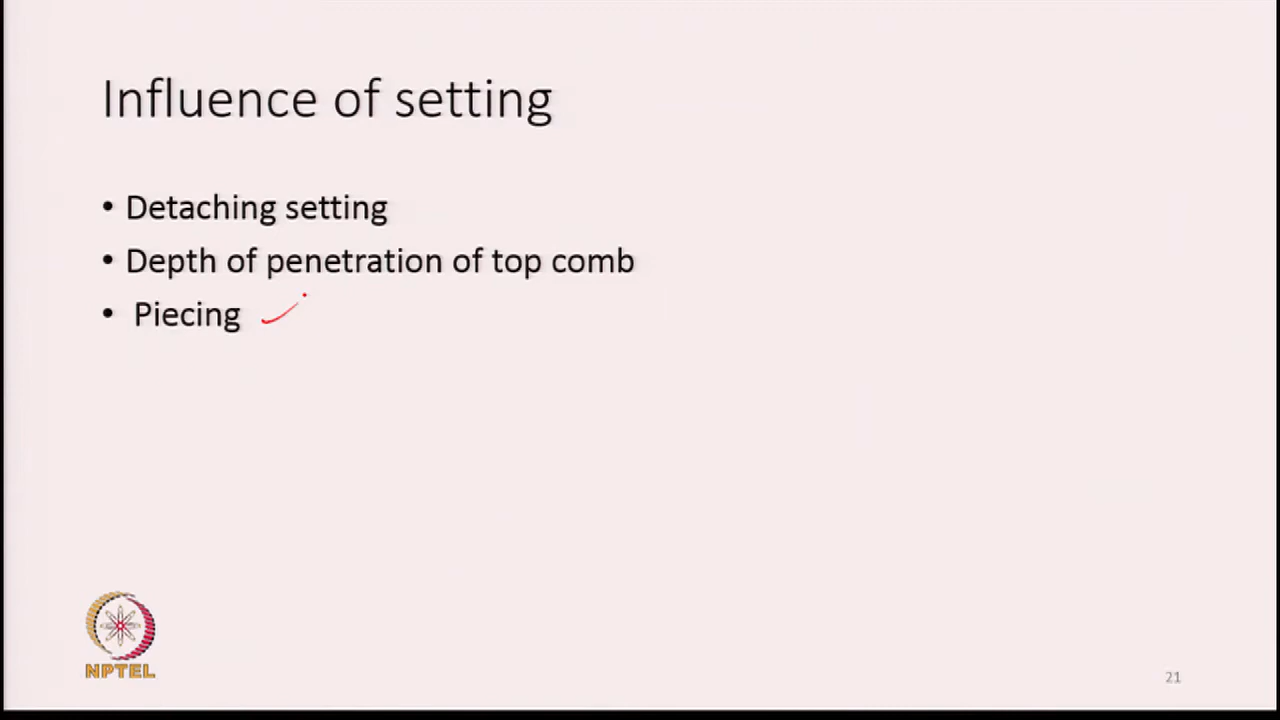 Influence of setting
• Detaching setting
• Depth of penetration of top comb
• Piecing
NPTEL
21